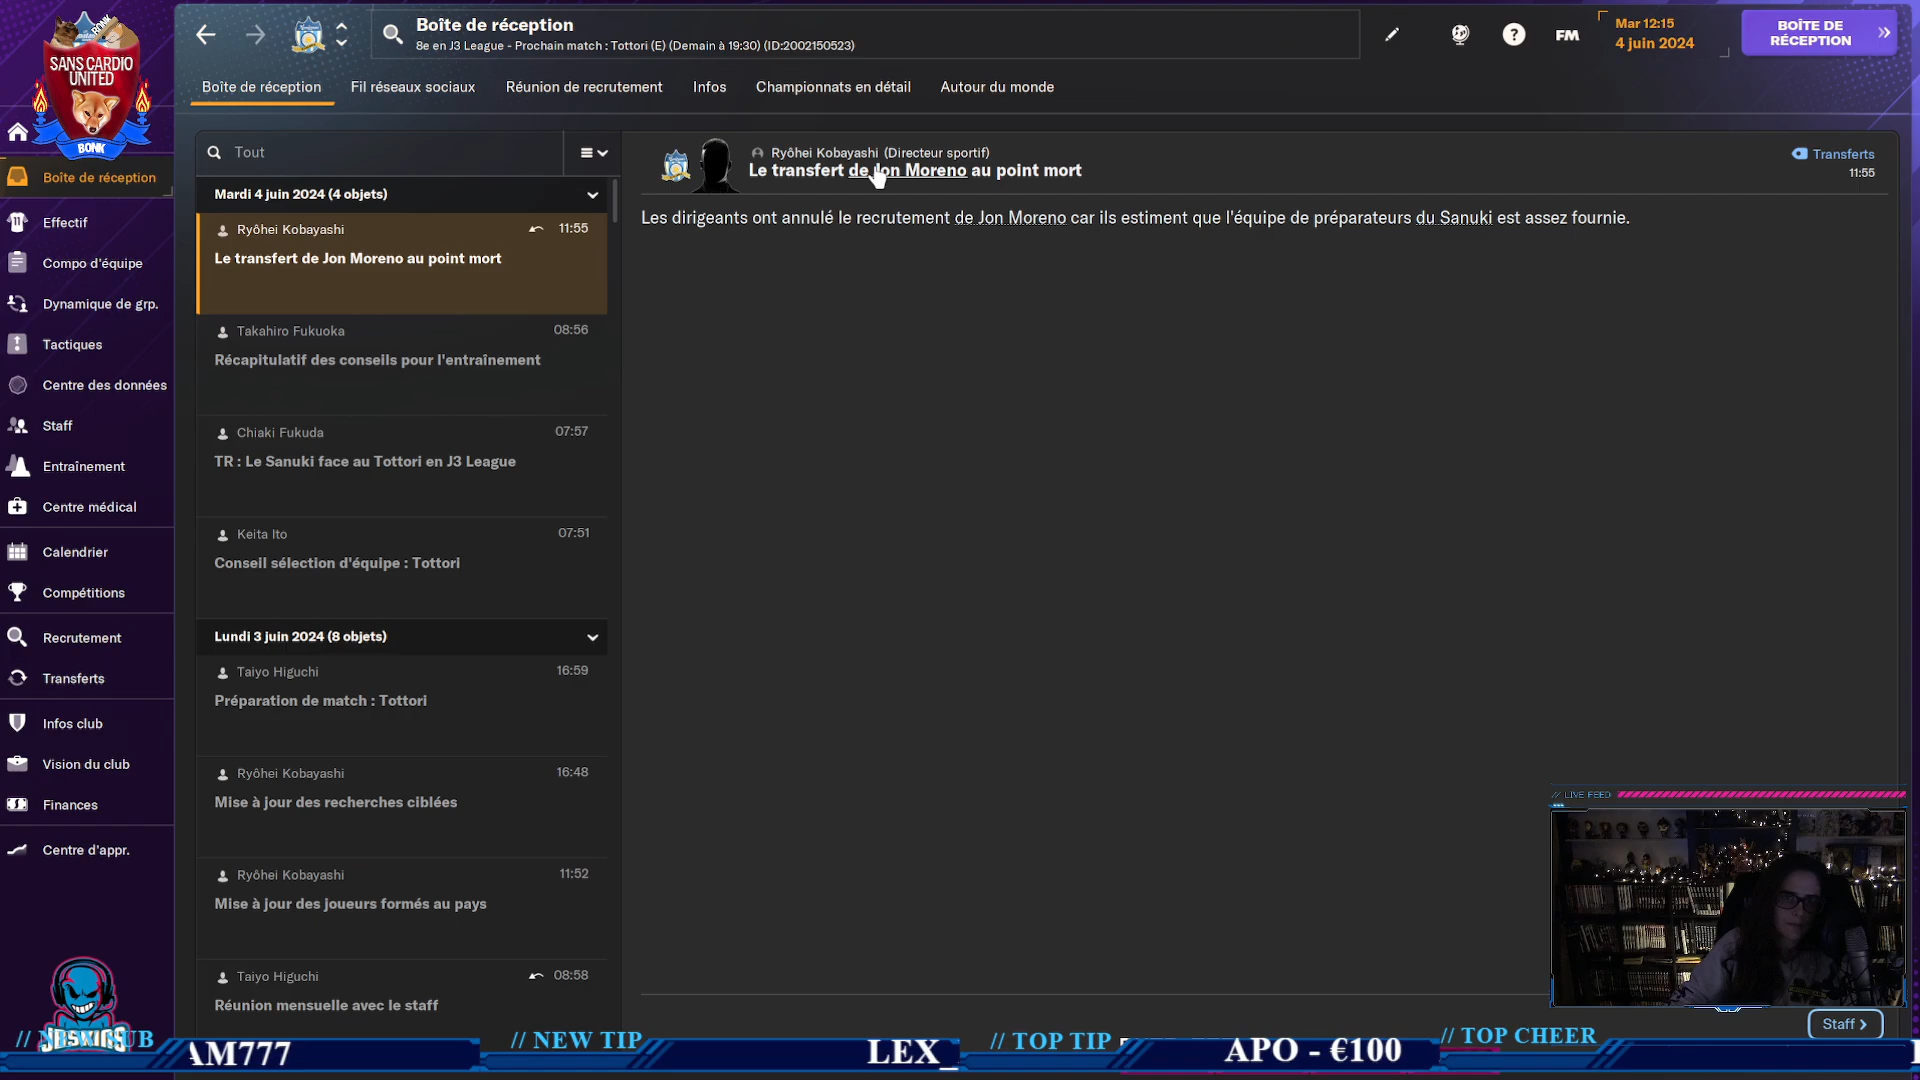 SANS CARDIO
UNITED
BONK
Boîte de réception
8e en J3 League - Prochain match : Tottori (E) (Demain à 19:30) (ID:2002150523)
FM
Mar 12:15
4 juin 2024
BOÎTE DE
RÉCEPTION
Boîte de réception
Fil réseaux sociaux
Réunion de recrutement
Infos
Championnats en détail
Autour du monde
Boîte de réception
Effectif
Compo d'équipe
Dynamique de grp.
Tactiques
Centre des données
Staff
Entraînement
Centre médical
Calendrier
Compétitions
Recrutement
Transferts
Infos club
Vision du club
Finances
Centre d'appr.
Tout
Mardi 4 juin 2024 (4 objets)
Ryôhei Kobayashi 11:55
Le transfert de Jon Moreno au point mort
Takahiro Fukuoka 08:56
Récapitulatif des conseils pour l'entraînement
Chiaki Fukuda 07:57
TR : Le Sanuki face au Tottori en J3 League
Keita Ito 07:51
Conseil sélection d'équipe : Tottori
Lundi 3 juin 2024 (8 objets)
Taiyo Higuchi 16:59
Préparation de match : Tottori
Ryôhei Kobayashi 16:48
Mise à jour des recherches ciblées
Ryôhei Kobayashi 11:52
Mise à jour des joueurs formés au pays
Taiyo Higuchi 08:58
Réunion mensuelle avec le staff
Ryôhei Kobayashi (Directeur sportif)
Le transfert de Jon Moreno au point mort
Transferts
11:55
Les dirigeants ont annulé le recrutement de Jon Moreno car ils estiment que l'équipe de préparateurs du Sanuki est assez fournie.
// LIVE FEED
Staff
// NEW TIP
// TOP TIP
// TOP CHEER
AM777
LEX_
APO - €100